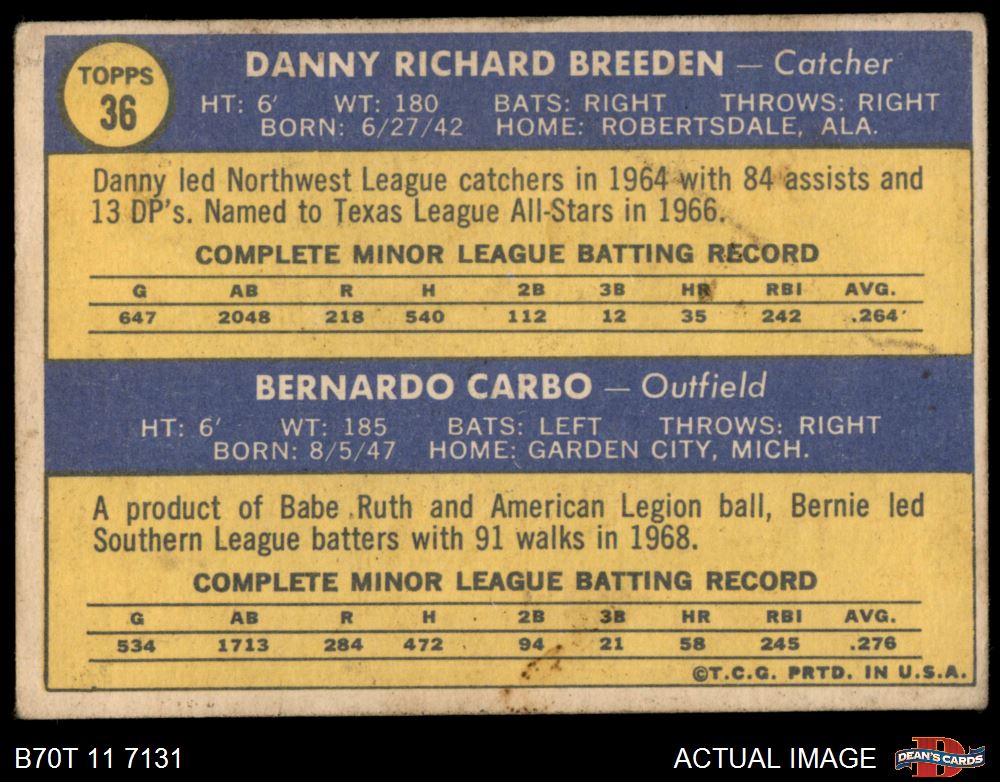 TOPPS
36
DANNY RICHARD BREEDEN — Catcher
HT: 6' WT: 180 BATS: RIGHT THROWS: RIGHT
BORN: 6/27/42 HOME: ROBERTSDALE, ALA.
Danny led Northwest League catchers in 1964 with 84 assists and
13 DP's. Named to Texas League All-Stars in 1966.
COMPLETE MINOR LEAGUE BATTING RECORD
G AB R H 2B 3B HR RBI AVG.
647 2048 218 540 112 12 35 242 .264
BERNARDO CARBO — Outfield
HT: 6' WT: 185 BATS: LEFT THROWS: RIGHT
BORN: 8/5/47 HOME: GARDEN CITY, MICH.
A product of Babe Ruth and American Legion ball, Bernie led
Southern League batters with 91 walks in 1968.
COMPLETE MINOR LEAGUE BATTING RECORD
G AB R H 2B 3B HR RBI AVG.
534 1713 284 472 94 21 58 245 .276
©T.C.G. PRTD. IN U.S.A.
B70T 11 7131
ACTUAL IMAGE
D
DEAN'S CARDS